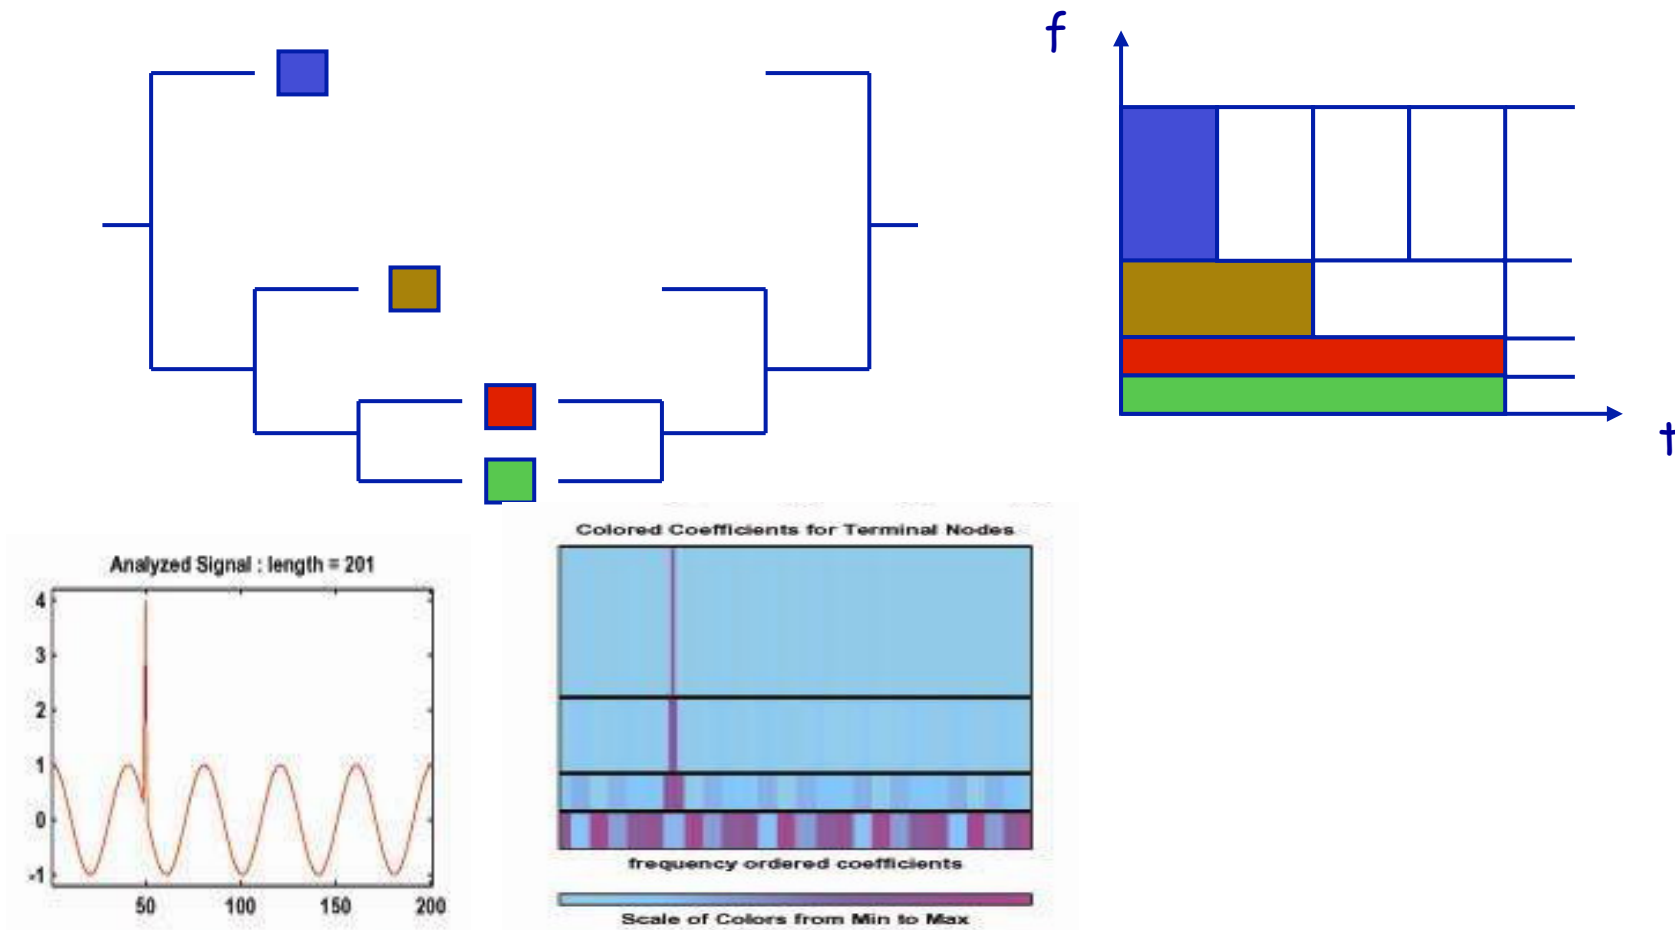 f
t
Analyzed Signal : length = 201
4
3
2
1
0
-1
50 100 150 200
Colored Coefficients for Terminal Nodes
frequency ordered coefficients
Scale of Colors from Min to Max